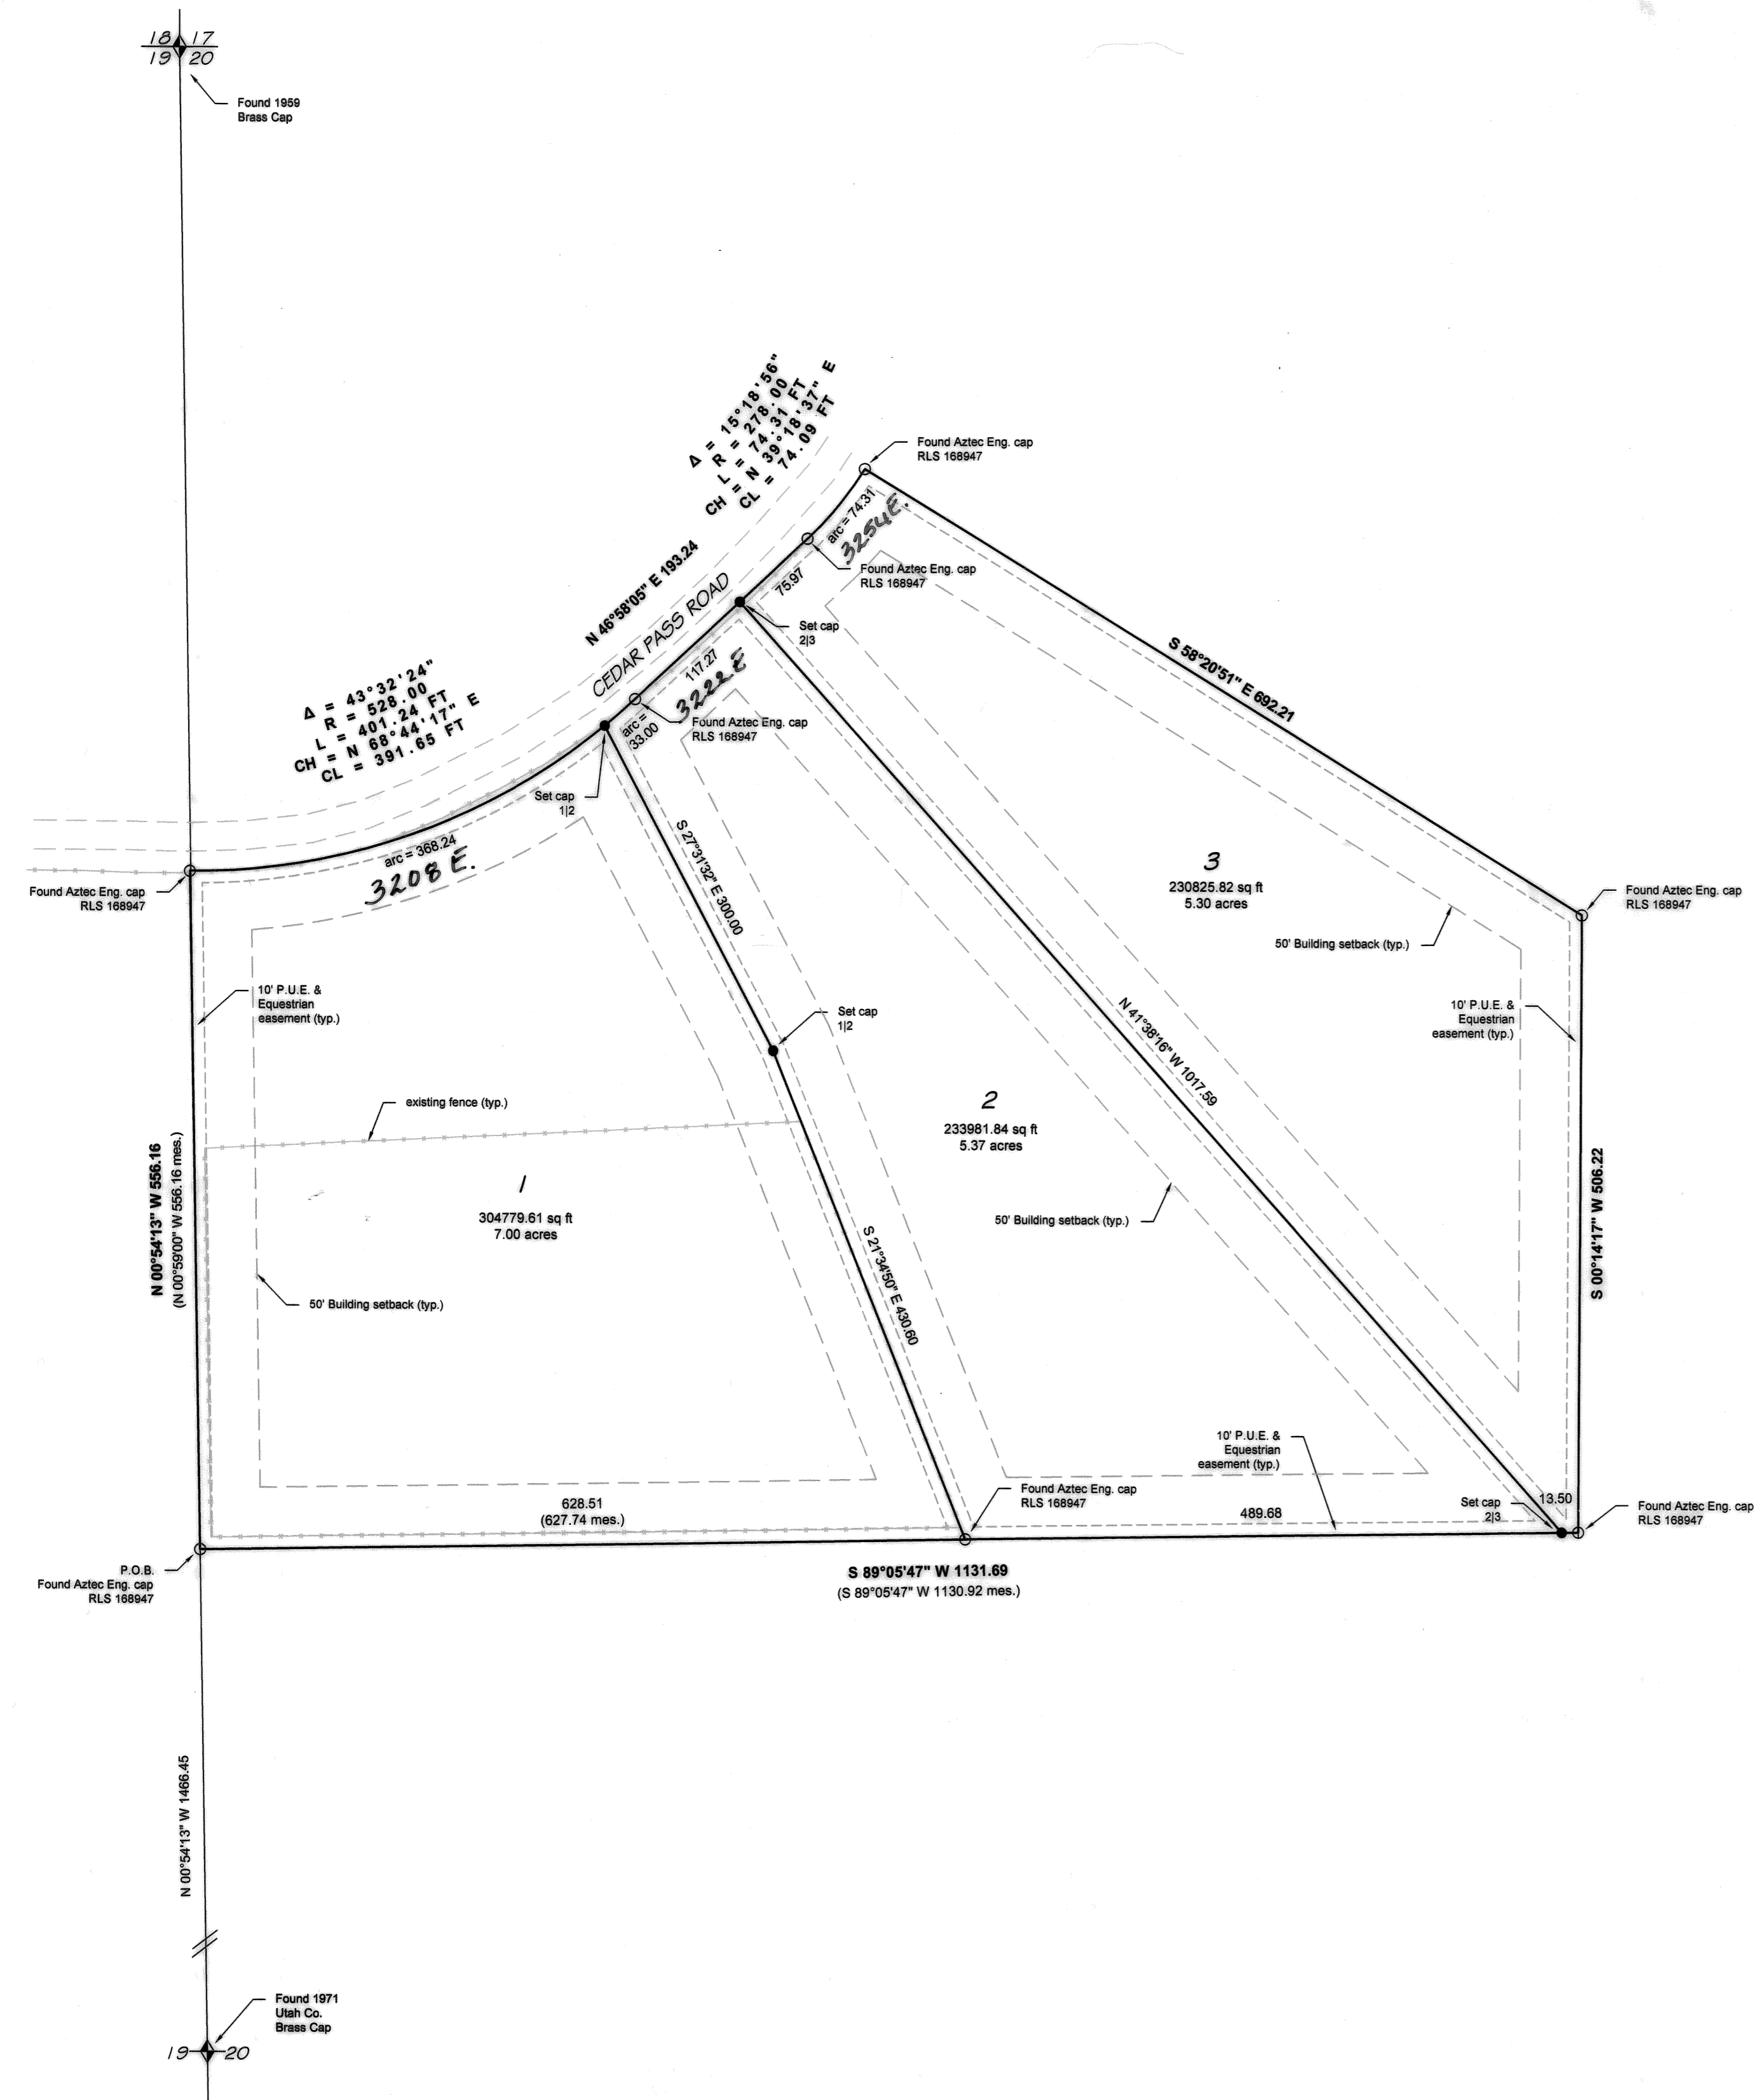 18 17
19 20
Found 1959
Brass Cap
Δ = 15°18'56"
R = 278.00
L = 74.31 FT
CH = N 39°18'37" E
CL = 74.09 FT
Found Aztec Eng. cap
RLS 168947
arc = 74.31
3254 E.
Found Aztec Eng. cap
RLS 168947
75.97
N 46°58'05" E 193.24
CEDAR PASS ROAD
Set cap
2|3
117.27
3222 E
S 58°20'51" E 692.21
Δ = 43°32'24"
R = 528.00
L = 401.24 FT
CH = N 68°44'17" E
CL = 391.65 FT
arc =
33.00
Found Aztec Eng. cap
RLS 168947
Set cap
1|2
arc = 368.24
3208 E.
Found Aztec Eng. cap
RLS 168947
S 27°31'32" E 300.00
3
230825.82 sq ft
5.30 acres
Found Aztec Eng. cap
RLS 168947
50' Building setback (typ.)
10' P.U.E. &
Equestrian
easement (typ.)
Set cap
1|2
N 41°38'16" W 1017.59
10' P.U.E. &
Equestrian
easement (typ.)
existing fence (typ.)
2
233981.84 sq ft
5.37 acres
N 00°54'13" W 556.16
(N 00°59'00" W 556.16 mes.)
1
304779.61 sq ft
7.00 acres
50' Building setback (typ.)
S 00°14'17" W 506.22
S 21°34'50" E 430.60
50' Building setback (typ.)
10' P.U.E. &
Equestrian
easement (typ.)
628.51
(627.74 mes.)
Found Aztec Eng. cap
RLS 168947
489.68
Set cap
2|3
13.50
Found Aztec Eng. cap
RLS 168947
P.O.B.
Found Aztec Eng. cap
RLS 168947
S 89°05'47" W 1131.69
(S 89°05'47" W 1130.92 mes.)
N 00°54'13" W 1466.45
Found 1971
Utah Co.
Brass Cap
19 20